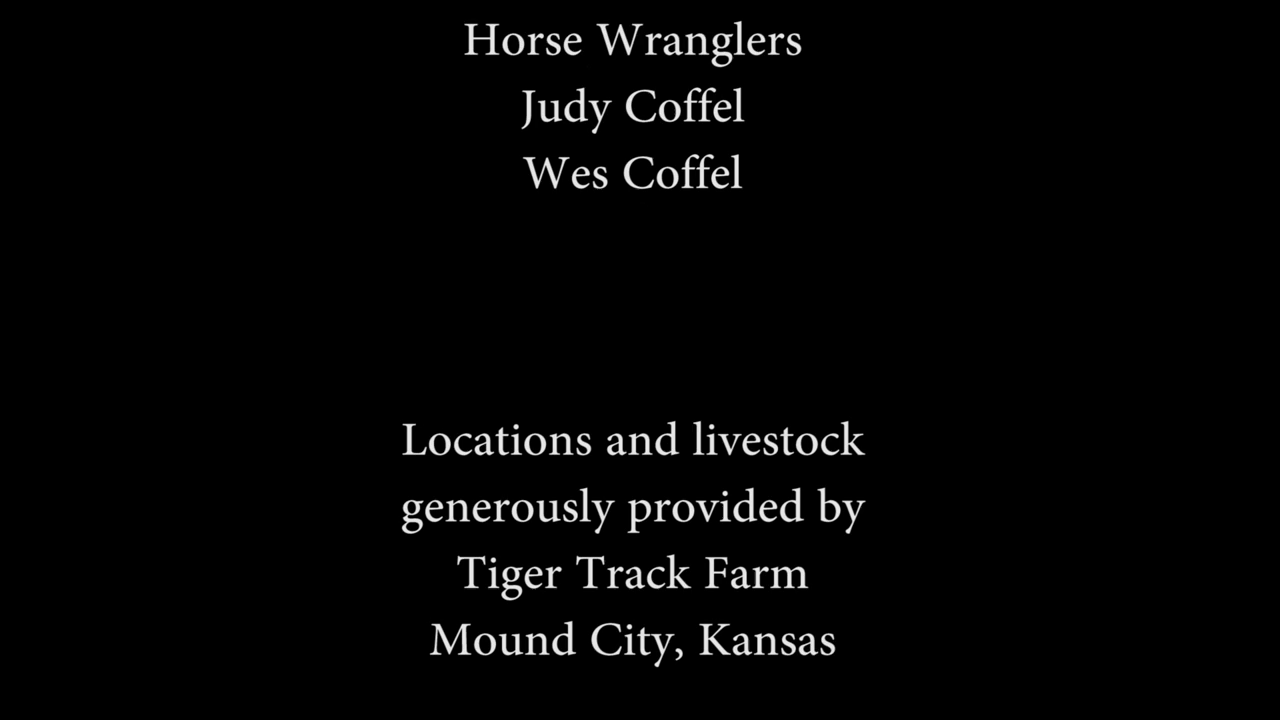 Horse Wranglers
Judy Coffel
Wes Coffel
Locations and livestock
generously provided by
Tiger Track Farm
Mound City, Kansas